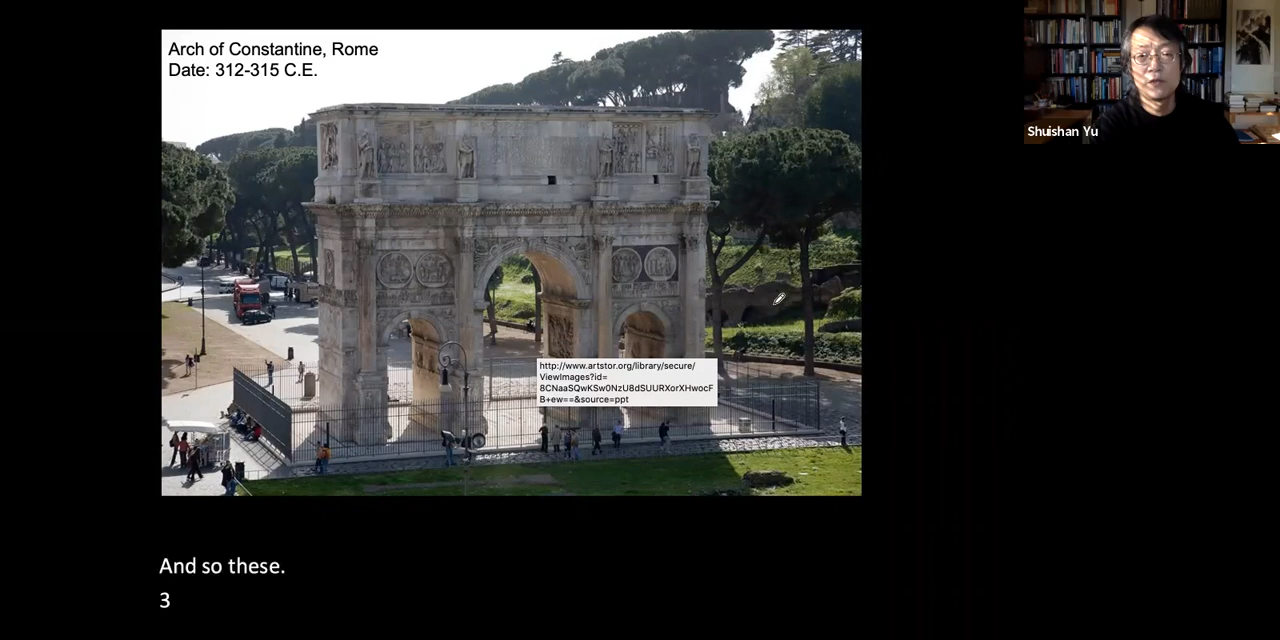 Arch of Constantine, Rome
Date: 312-315 C.E.
Shuishan Yu
http://www.artstor.org/library/secure/
ViewImages?id=
8CNaaSQwKSw0NzU8dSUURXorXHwocF
B+ew==&source=ppt
And so these.
3